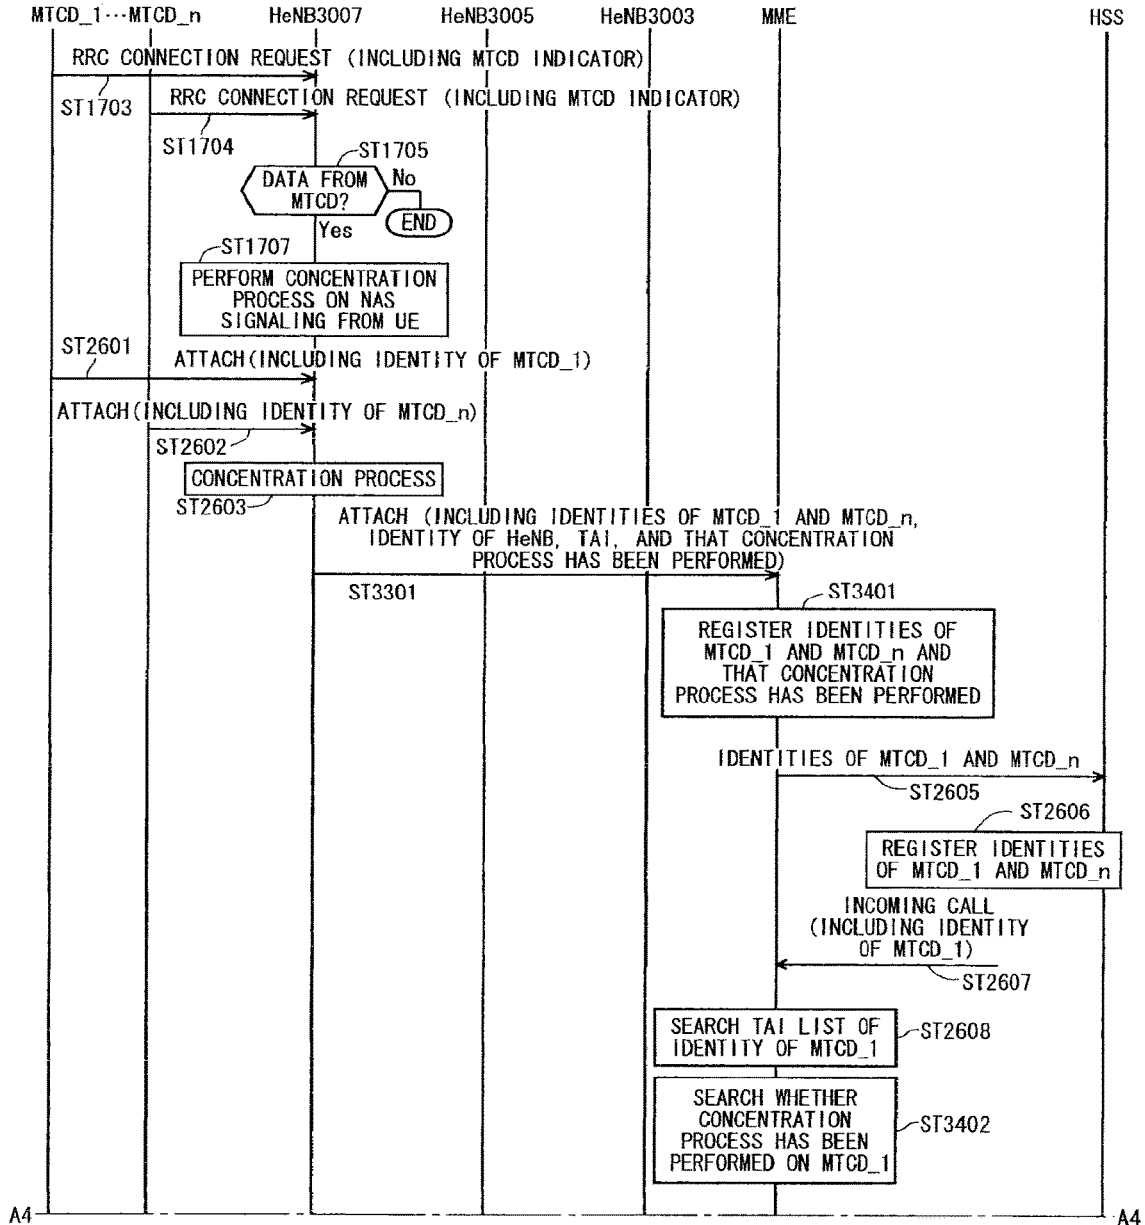 MTCD_1···MTCD_n HeNB3007 HeNB3005 HeNB3003 MME HSS
RRC CONNECTION REQUEST (INCLUDING MTCD INDICATOR)
ST1703
RRC CONNECTION REQUEST (INCLUDING MTCD INDICATOR)
ST1704
ST1705
DATA FROM
MTCD?
No
END
Yes
ST1707
PERFORM CONCENTRATION
PROCESS ON NAS
SIGNALING FROM UE
ST2601
ATTACH(INCLUDING IDENTITY OF MTCD_1)
ATTACH(INCLUDING IDENTITY OF MTCD_n)
ST2602
CONCENTRATION PROCESS
ST2603
ATTACH (INCLUDING IDENTITIES OF MTCD_1 AND MTCD_n,
IDENTITY OF HeNB, TAI, AND THAT CONCENTRATION
PROCESS HAS BEEN PERFORMED)
ST3301
ST3401
REGISTER IDENTITIES OF
MTCD_1 AND MTCD_n AND
THAT CONCENTRATION
PROCESS HAS BEEN PERFORMED
IDENTITIES OF MTCD_1 AND MTCD_n
ST2605
ST2606
REGISTER IDENTITIES
OF MTCD_1 AND MTCD_n
INCOMING CALL
(INCLUDING IDENTITY
OF MTCD_1)
ST2607
SEARCH TAI LIST OF
IDENTITY OF MTCD_1
ST2608
SEARCH WHETHER
CONCENTRATION
PROCESS HAS BEEN
PERFORMED ON MTCD_1
ST3402
A4 A4